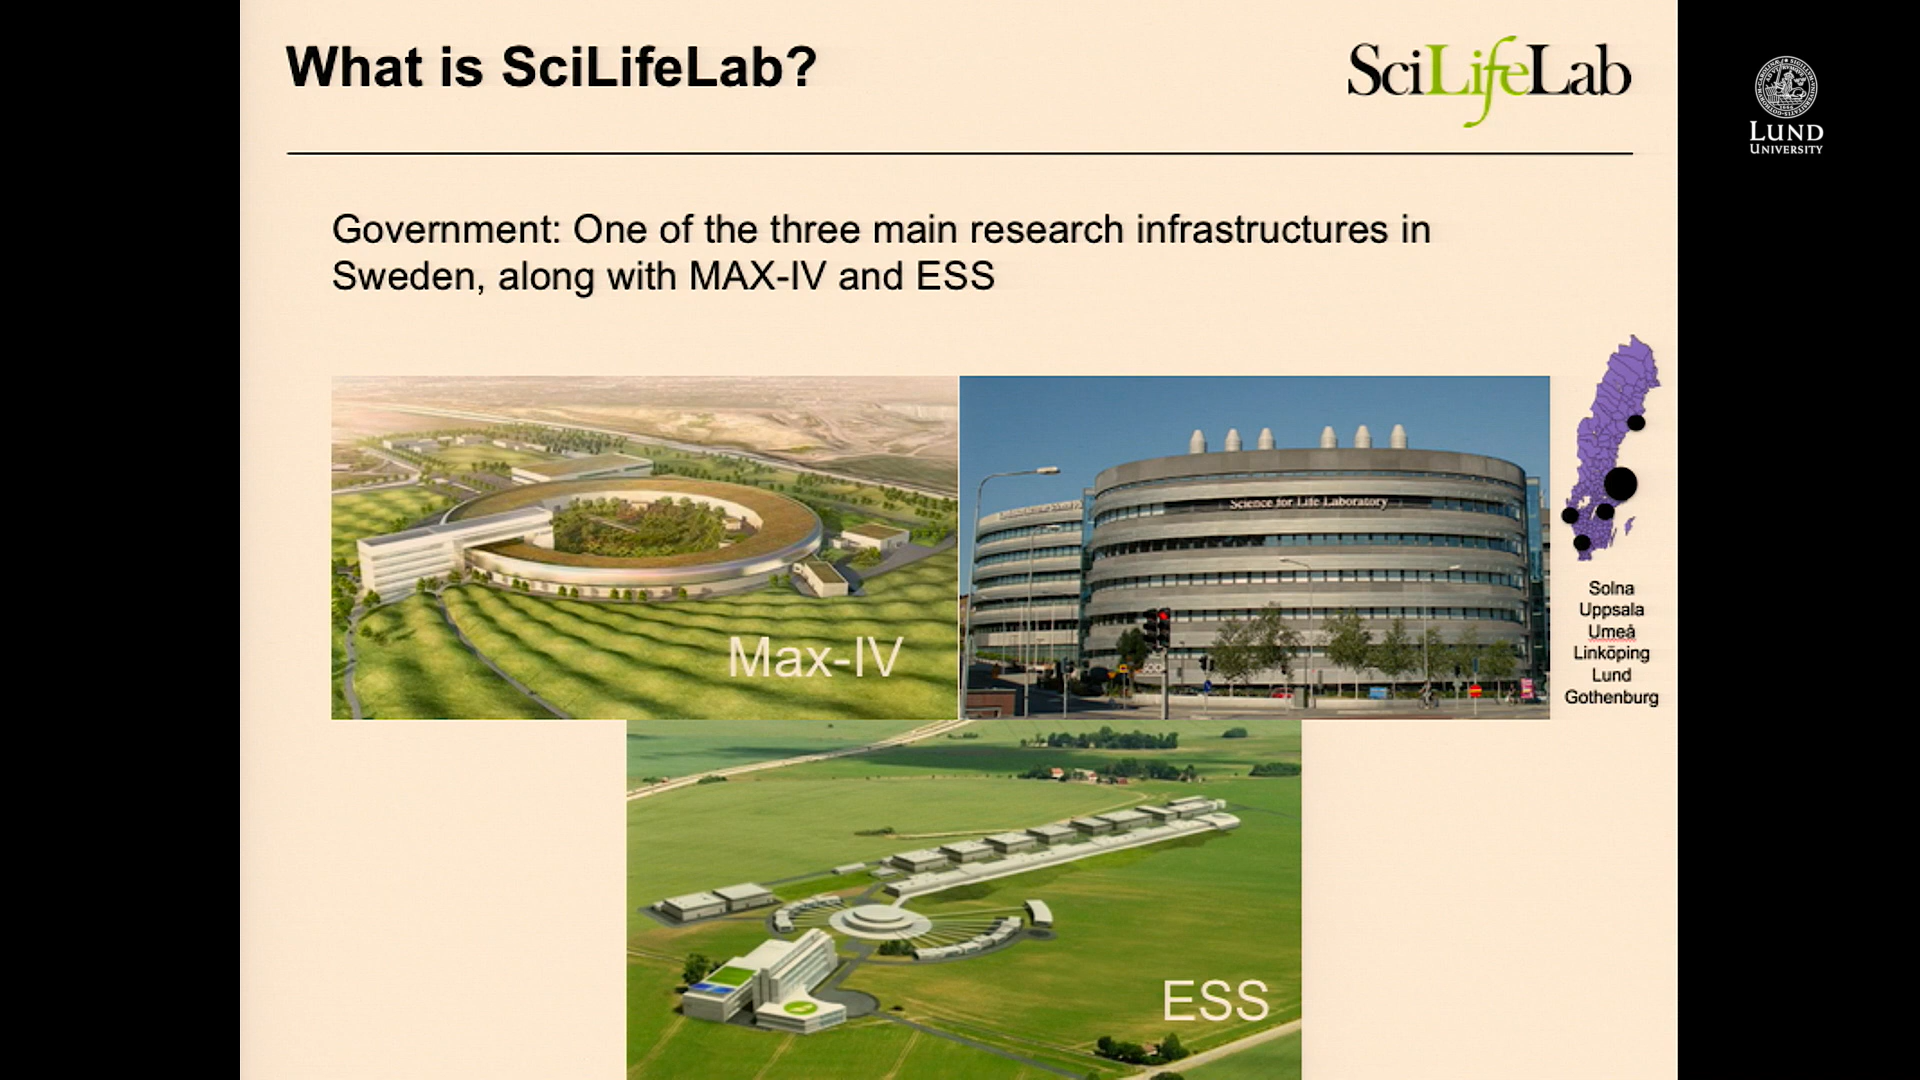 What is SciLifeLab?
SciLifeLab
LUND
UNIVERSITY
Government: One of the three main research infrastructures in
Sweden, along with MAX-IV and ESS
Science for Life Laboratory
Max-IV
Solna
Uppsala
Umeå
Linköping
Lund
Gothenburg
ESS